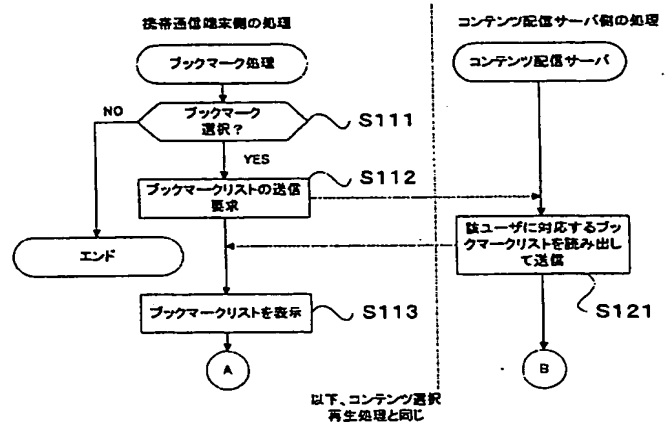 携帯通信端末側の処理
コンテンツ配信サーバ側の処理
ブックマーク処理
コンテンツ配信サーバ
NO
ブックマーク
選択?
S111
YES
S112
ブックマークリストの送信
要求
該ユーザに対応するブッ
クマークリストを読み出し
て送信
エンド
S121
ブックマークリストを表示
S113
A
B
以下、コンテンツ選択
再生処理と同じ